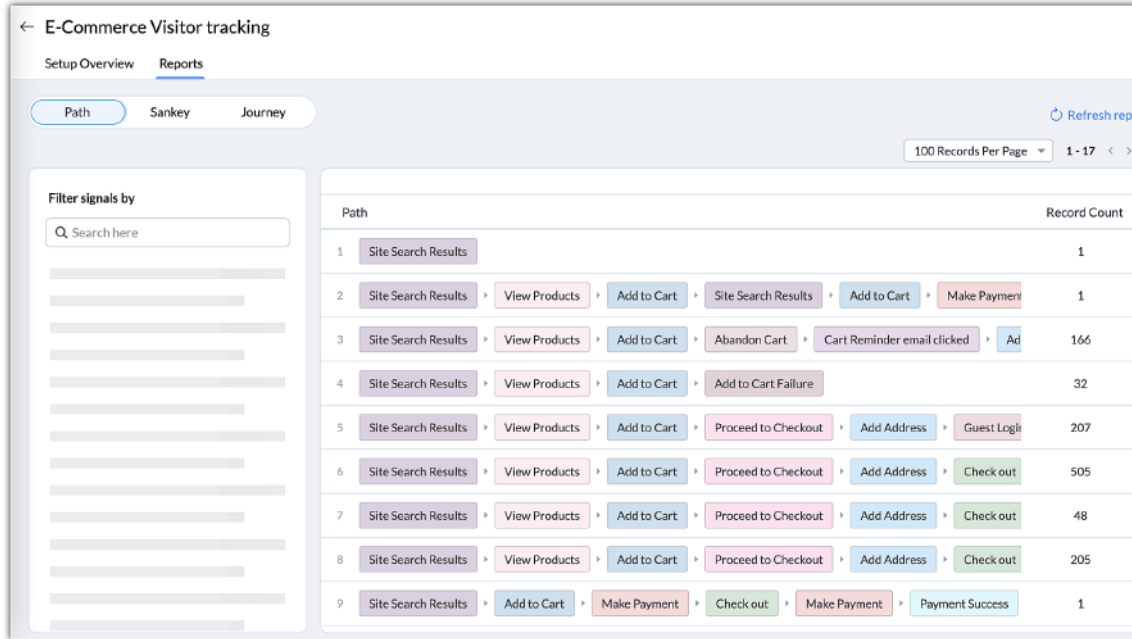 ← E-Commerce Visitor tracking
Setup Overview Reports
Path Sankey Journey
Refresh rep
100 Records Per Page 1 - 17
Filter signals by
Search here
Path Record Count
1 Site Search Results 1
2 Site Search Results View Products Add to Cart Site Search Results Add to Cart Make Payment 1
3 Site Search Results View Products Add to Cart Abandon Cart Cart Reminder email clicked Ad 166
4 Site Search Results View Products Add to Cart Add to Cart Failure 32
5 Site Search Results View Products Add to Cart Proceed to Checkout Add Address Guest Login 207
6 Site Search Results View Products Add to Cart Proceed to Checkout Add Address Check out 505
7 Site Search Results View Products Add to Cart Proceed to Checkout Add Address Check out 48
8 Site Search Results View Products Add to Cart Proceed to Checkout Add Address Check out 205
9 Site Search Results Add to Cart Make Payment Check out Make Payment Payment Success 1